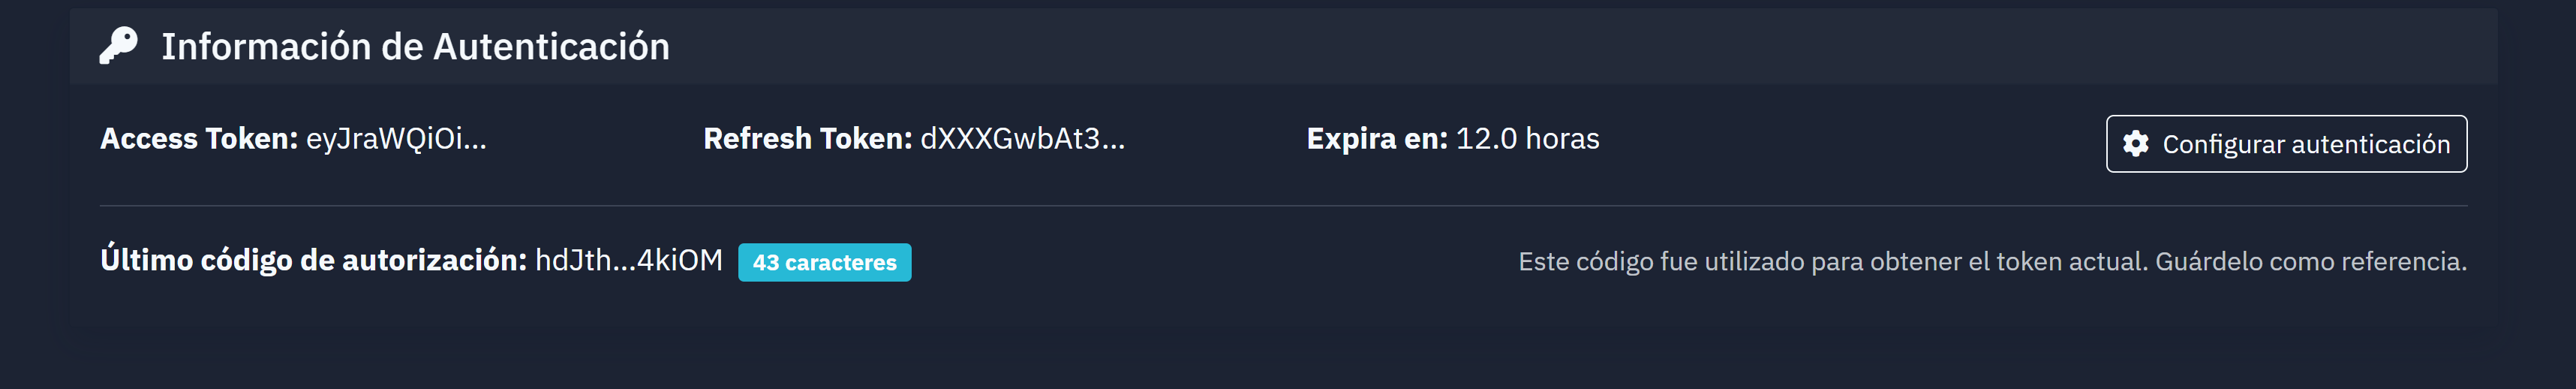 Información de Autenticación
Access Token: eyJraWQiOi... Refresh Token: dXXXGwbAt3... Expira en: 12.0 horas Configurar autenticación
Último código de autorización: hdJth...4kiOM 43 caracteres Este código fue utilizado para obtener el token actual. Guárdelo como referencia.